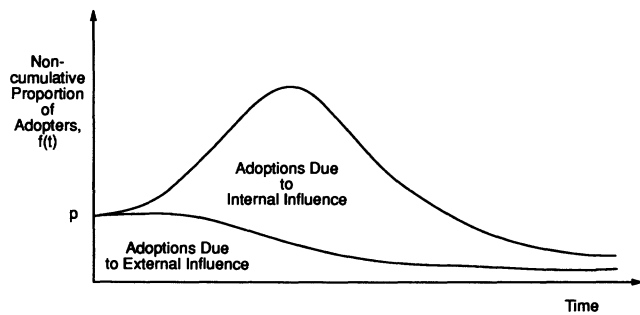 Non-
cumulative
Proportion
of
Adopters,
f(t)
Adoptions Due
to
Internal Influence
p
Adoptions Due
to External Influence
Time